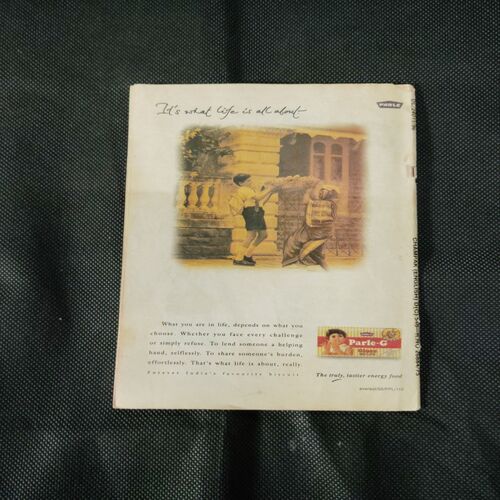 It's what life is all about
PARLE
What you are in life, depends on what you
choose. Whether you face every challenge
or simply refuse. To lend someone a helping
hand, selflessly. To share someone's burden,
effortlessly. That's what life is about, really.
Forever India's favourite biscuit.
Parle-G
The truly, tastier energy food
CHAMPAK (ENGLISH)